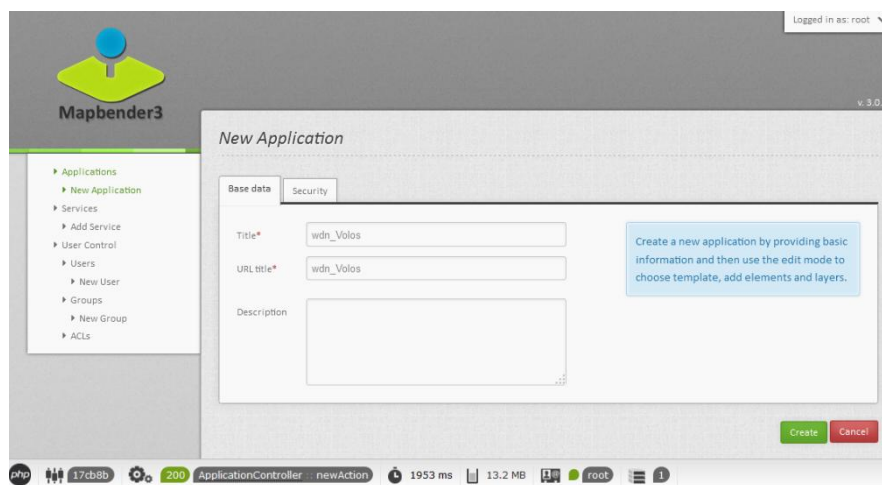 Logged in as: root
Mapbender3
v. 3.0.
New Application
Applications
New Application
Services
Add Service
User Control
Users
New User
Groups
New Group
ACLs
Base data
Security
Title*
wdn_Volos
URL title*
wdn_Volos
Description
Create a new application by providing basic
information and then use the edit mode to
choose template, add elements and layers.
Create
Cancel
php 17cb8b 200 ApplicationController :: newAction 1953 ms 13.2 MB root 1